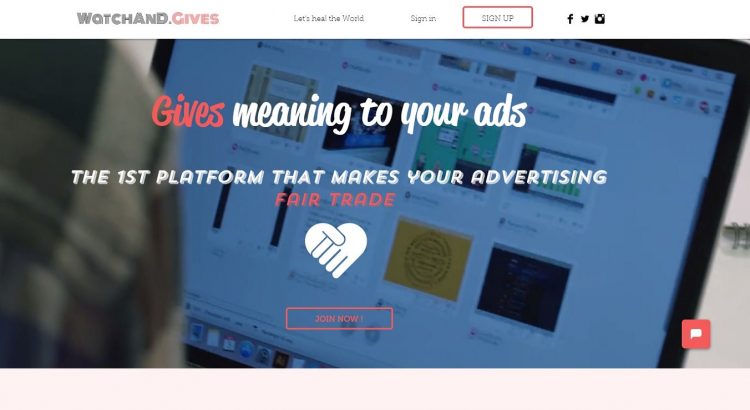 WatchAnD.Gives
Let's heal the World
Sign in
SIGN UP
Gives meaning to your ads
THE 1ST PLATFORM THAT MAKES YOUR ADVERTISING
FAIR TRADE
JOIN NOW !